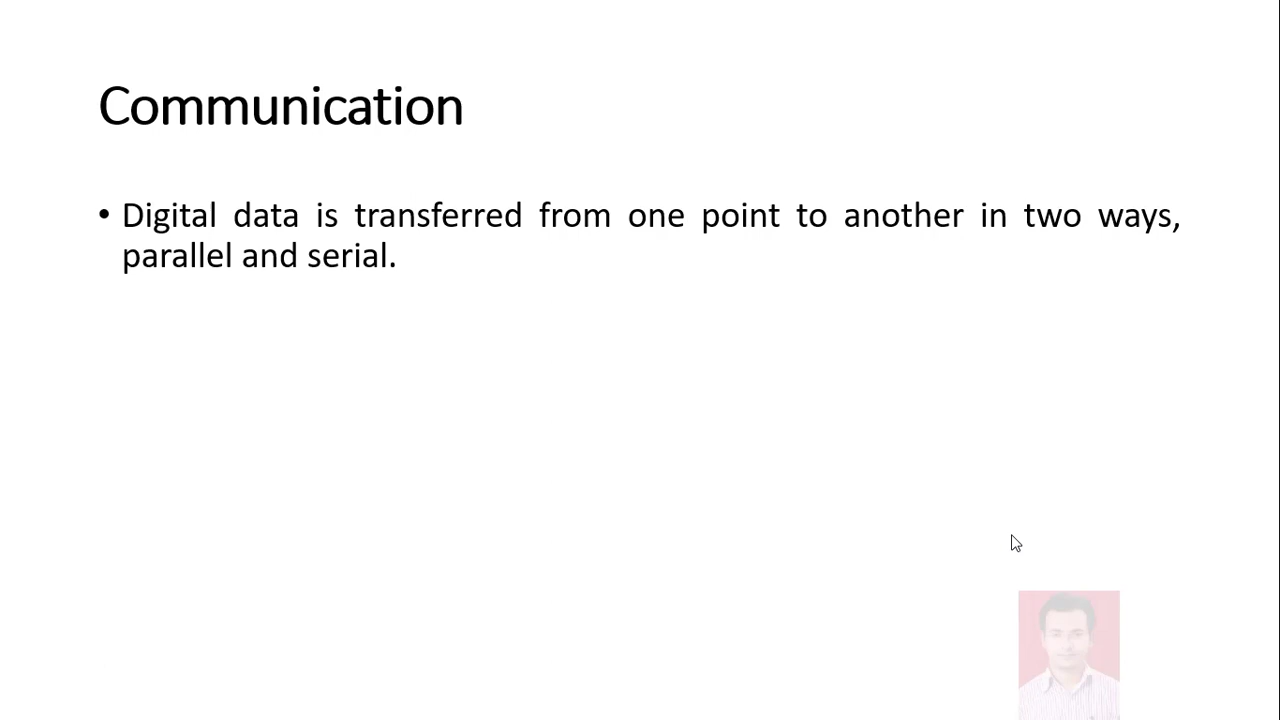 Communication
• Digital data is transferred from one point to another in two ways,
parallel and serial.